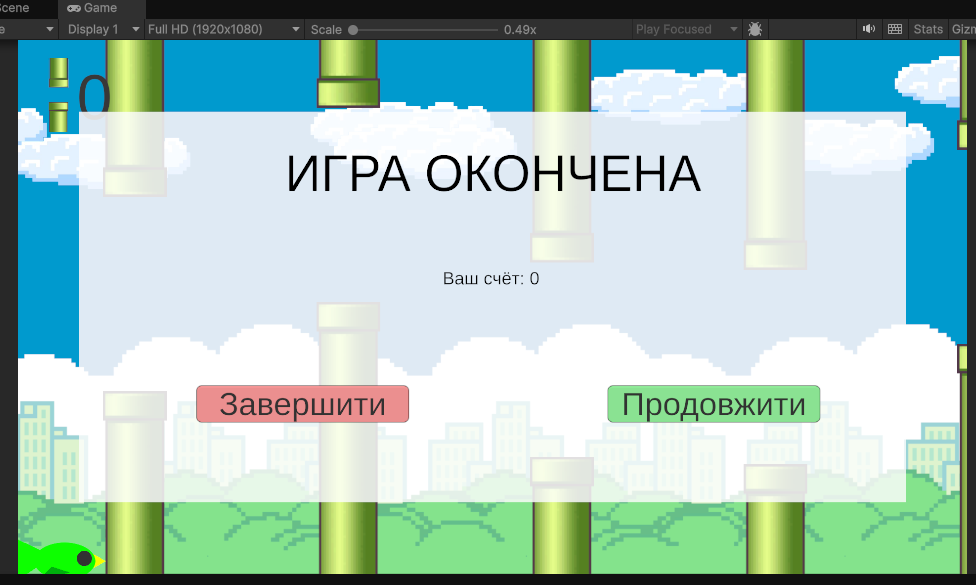 Scene
Game
Display 1
Full HD (1920x1080)
Scale
0.49x
Play Focused
Stats
0
ИГРА ОКОНЧЕНА
Ваш счёт: 0
Завершити
Продовжити